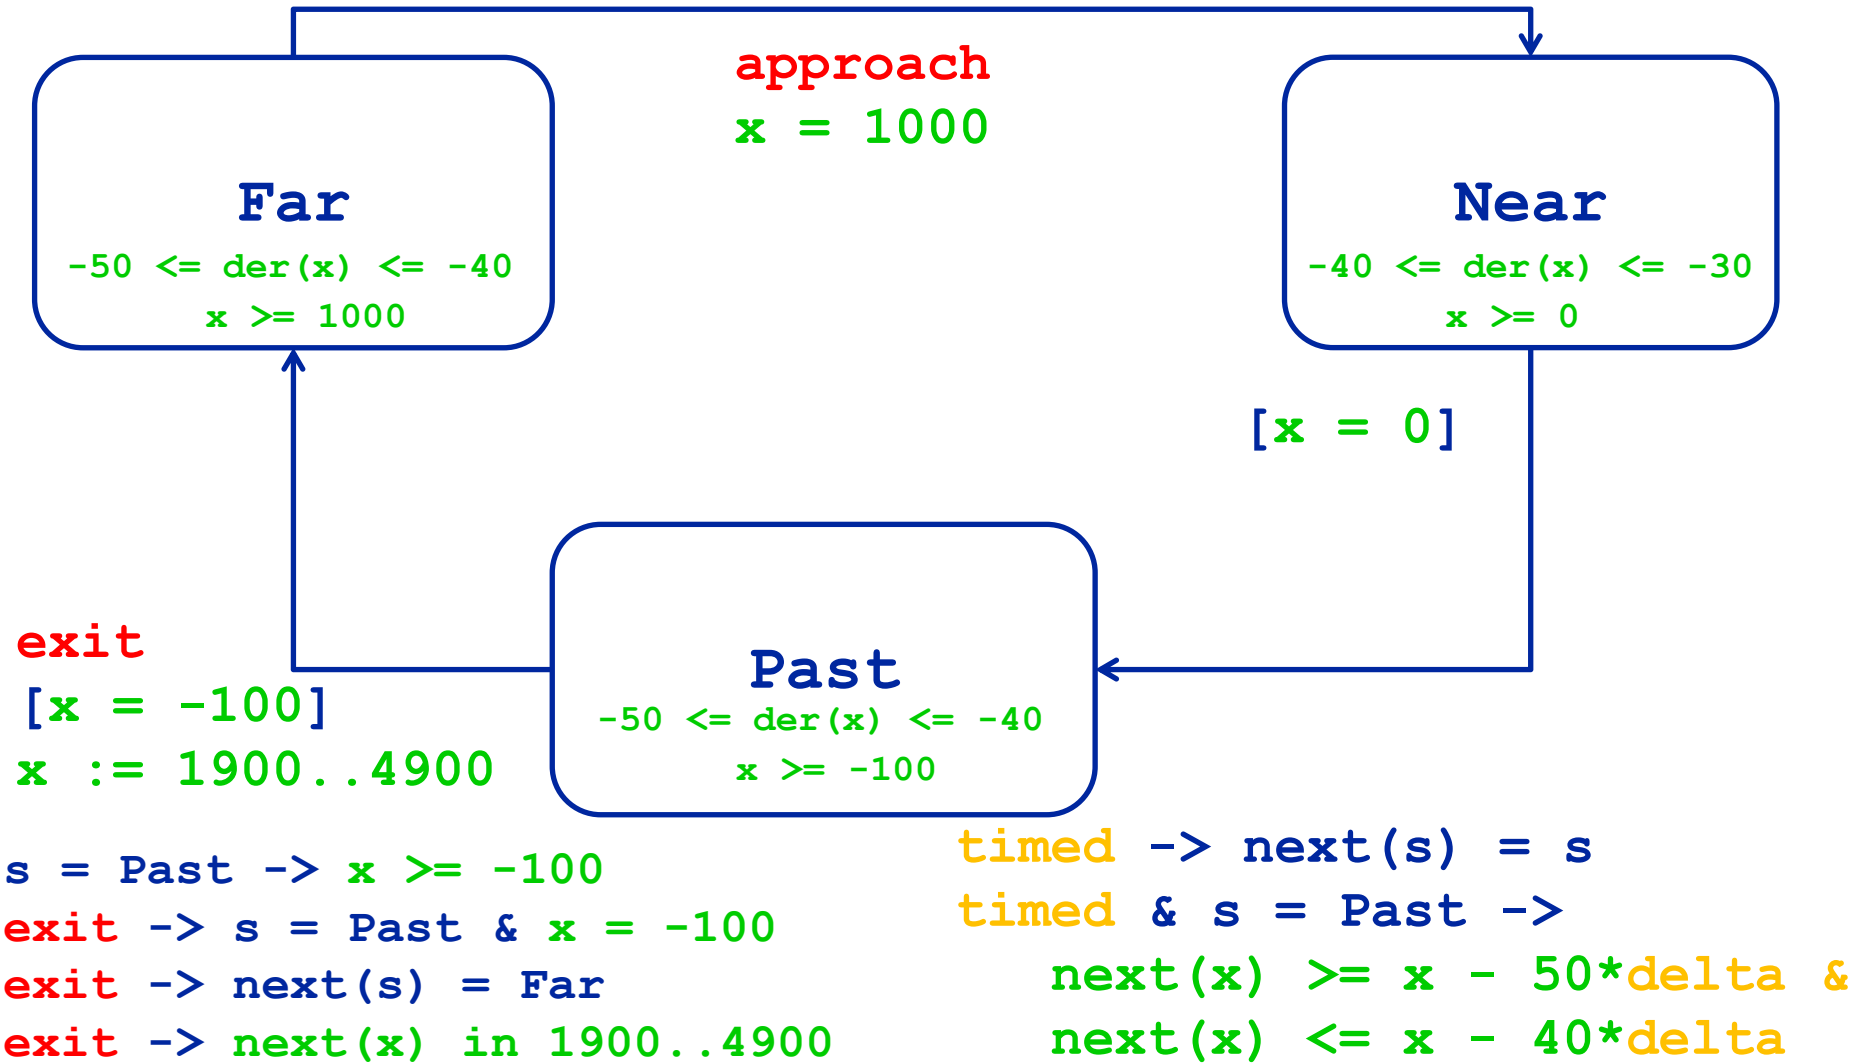 approach
x = 1000
Far
-50 <= der(x) <= -40
x >= 1000
Near
-40 <= der(x) <= -30
x >= 0
[x = 0]
exit
[x = -100]
x := 1900..4900
Past
-50 <= der(x) <= -40
x >= -100
s = Past -> x >= -100
exit -> s = Past & x = -100
exit -> next(s) = Far
exit -> next(x) in 1900..4900
timed -> next(s) = s
timed & s = Past ->
next(x) >= x - 50*delta &
next(x) <= x - 40*delta